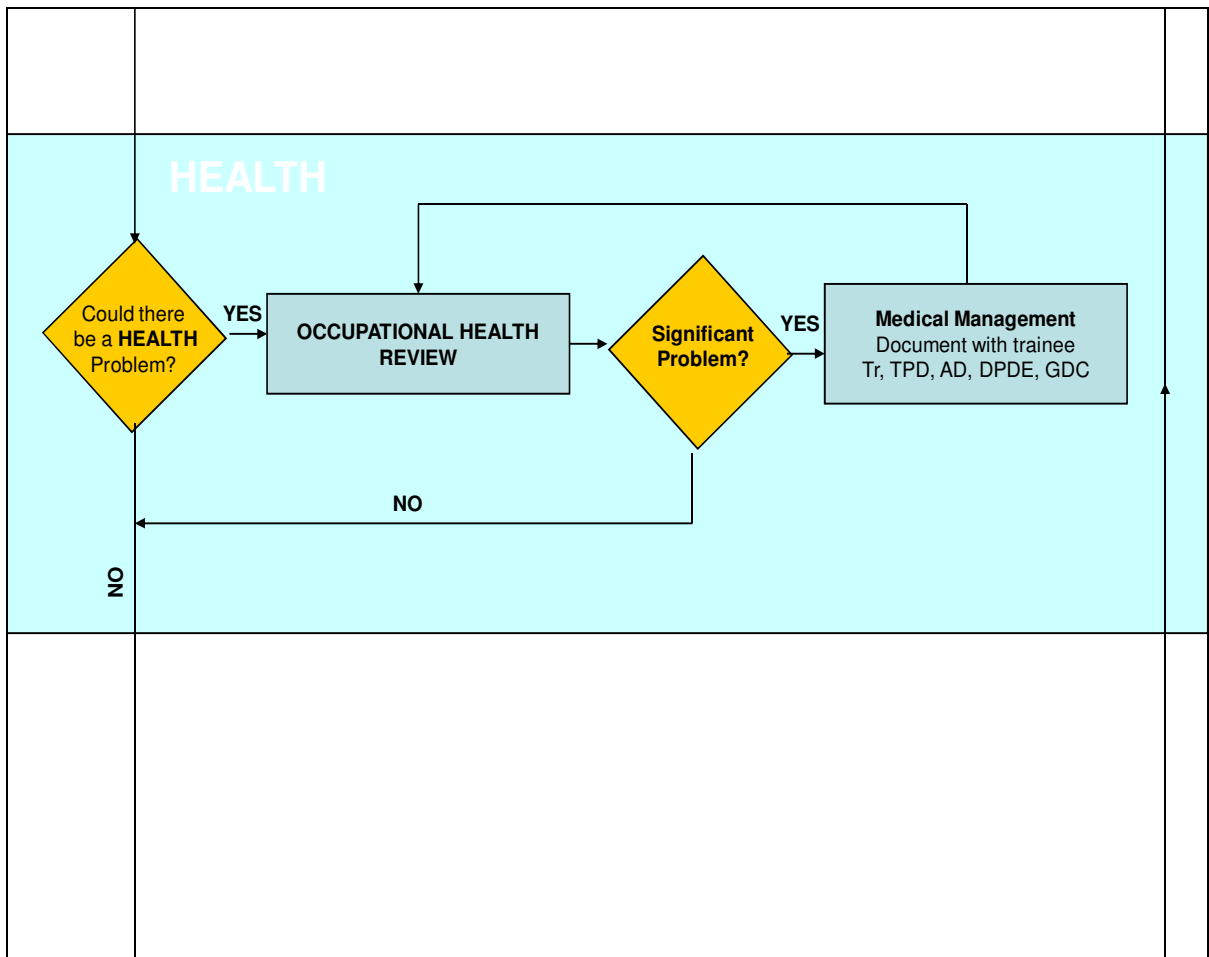 HEALTH
Could there
be a HEALTH
Problem?
YES
OCCUPATIONAL HEALTH
REVIEW
Significant
Problem?
YES
Medical Management
Document with trainee
Tr, TPD, AD, DPDE, GDC
NO
NO